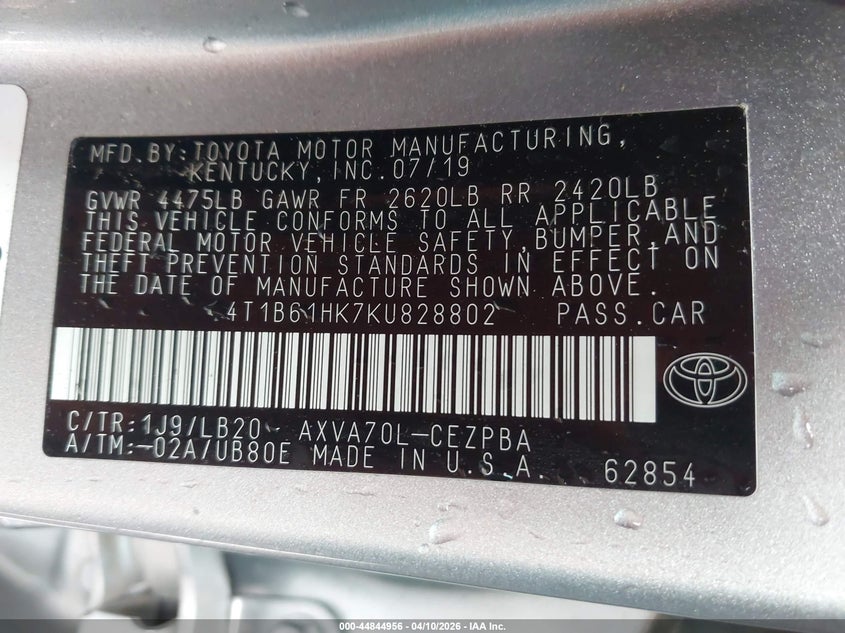 MFD.BY:TOYOTA MOTOR MANUFACTURING,
KENTUCKY,INC.07/19
GVWR 4475LB GAWR FR 2620LB RR 2420LB
THIS VEHICLE CONFORMS TO ALL APPLICABLE
FEDERAL MOTOR VEHICLE SAFETY,BUMPER,AND
THEFT PREVENTION STANDARDS IN EFFECT ON
THE DATE OF MANUFACTURE SHOWN ABOVE.
4T1B61HK7KU828802 PASS.CAR
C/TR:1J9/LB20 AXVA70L-CEZPBA
A/TM:-02A/UB80E MADE IN U.S.A. 62854
000-44844956 - 04/10/2026 - IAA Inc.